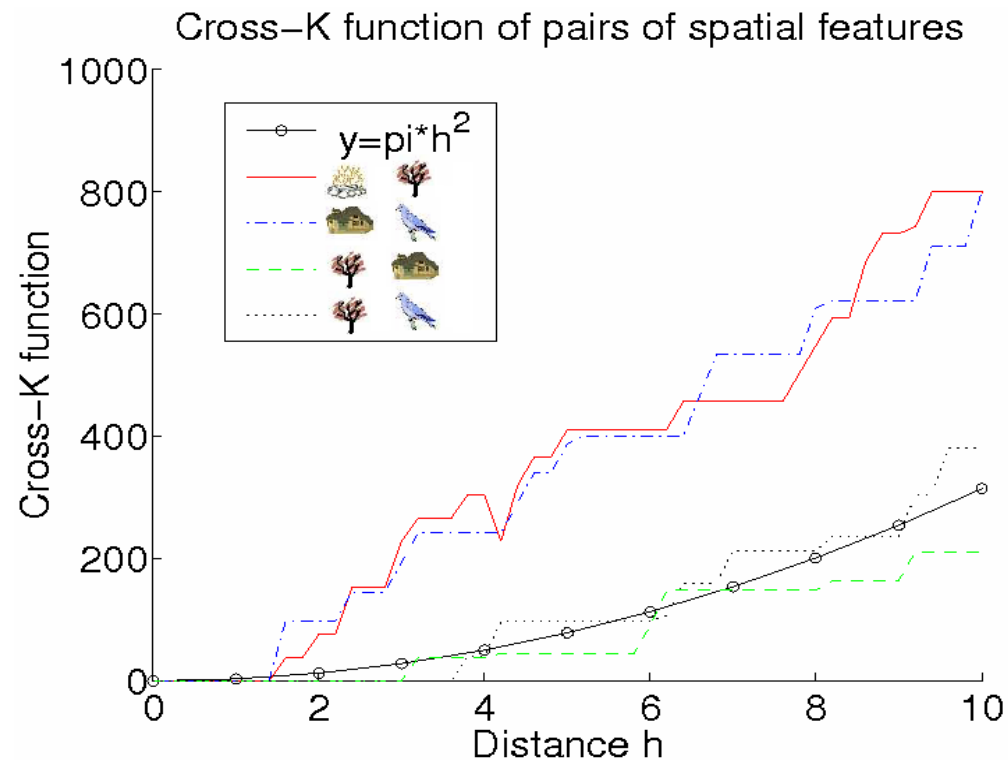 Cross-K function of pairs of spatial features
1000
800
600
400
200
0
Cross-K function
y=pi*h²
0 2 4 6 8 10
Distance h